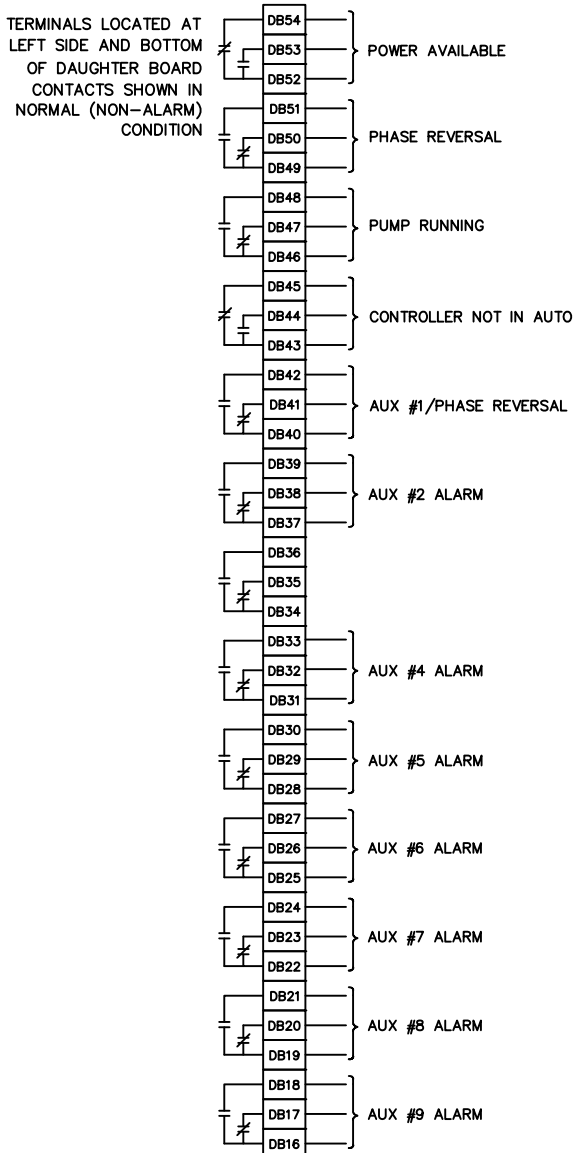 TERMINALS LOCATED AT
LEFT SIDE AND BOTTOM
OF DAUGHTER BOARD
CONTACTS SHOWN IN
NORMAL (NON-ALARM)
CONDITION
DB54
DB53
DB52
POWER AVAILABLE
DB51
DB50
DB49
PHASE REVERSAL
DB48
DB47
DB46
PUMP RUNNING
DB45
DB44
DB43
CONTROLLER NOT IN AUTO
DB42
DB41
DB40
AUX #1/PHASE REVERSAL
DB39
DB38
DB37
AUX #2 ALARM
DB36
DB35
DB34
DB33
DB32
DB31
AUX #4 ALARM
DB30
DB29
DB28
AUX #5 ALARM
DB27
DB26
DB25
AUX #6 ALARM
DB24
DB23
DB22
AUX #7 ALARM
DB21
DB20
DB19
AUX #8 ALARM
DB18
DB17
DB16
AUX #9 ALARM